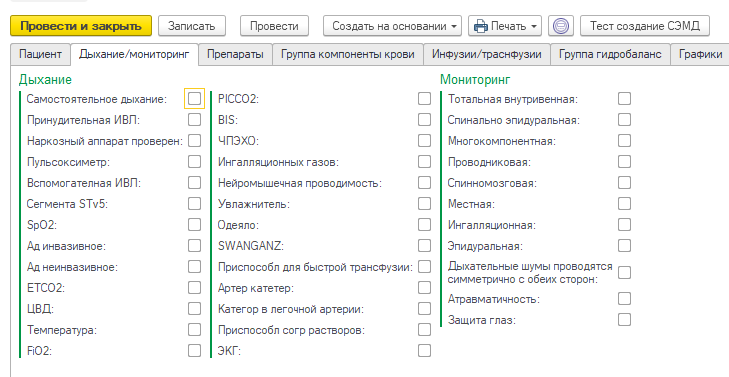 Провести и закрыть Записать Провести Создать на основании Печать Тест создание СЭМД
Пациент Дыхание/мониторинг Препараты Группа компоненты крови Инфузии/траснфузии Группа гидробаланс Графики
Дыхание
Самостоятельное дыхание:
Принудительная ИВЛ:
Наркозный аппарат проверен:
Пульсоксиметр:
Вспомогателная ИВЛ:
Сегмента STv5:
SpO2:
Ад инвазивное:
Ад неинвазивное:
ETCO2:
ЦВД:
Температура:
FiO2:
PICCO2:
BIS:
ЧПЭХО:
Ингалляционных газов:
Нейромышечная проводимость:
Увлажнитель:
Одеяло:
SWANGANZ:
Приспособл для быстрой трансфузии:
Артер катетер:
Категор в легочной артерии:
Приспособл согр растворов:
ЭКГ:
Мониторинг
Тотальная внутривенная:
Спинально эпидуральная:
Многокомпонентная:
Проводниковая:
Спинномозговая:
Местная:
Ингалляционная:
Эпидуральная:
Дыхательные шумы проводятся
симметрично с обеих сторон:
Атравматичность:
Защита глаз: